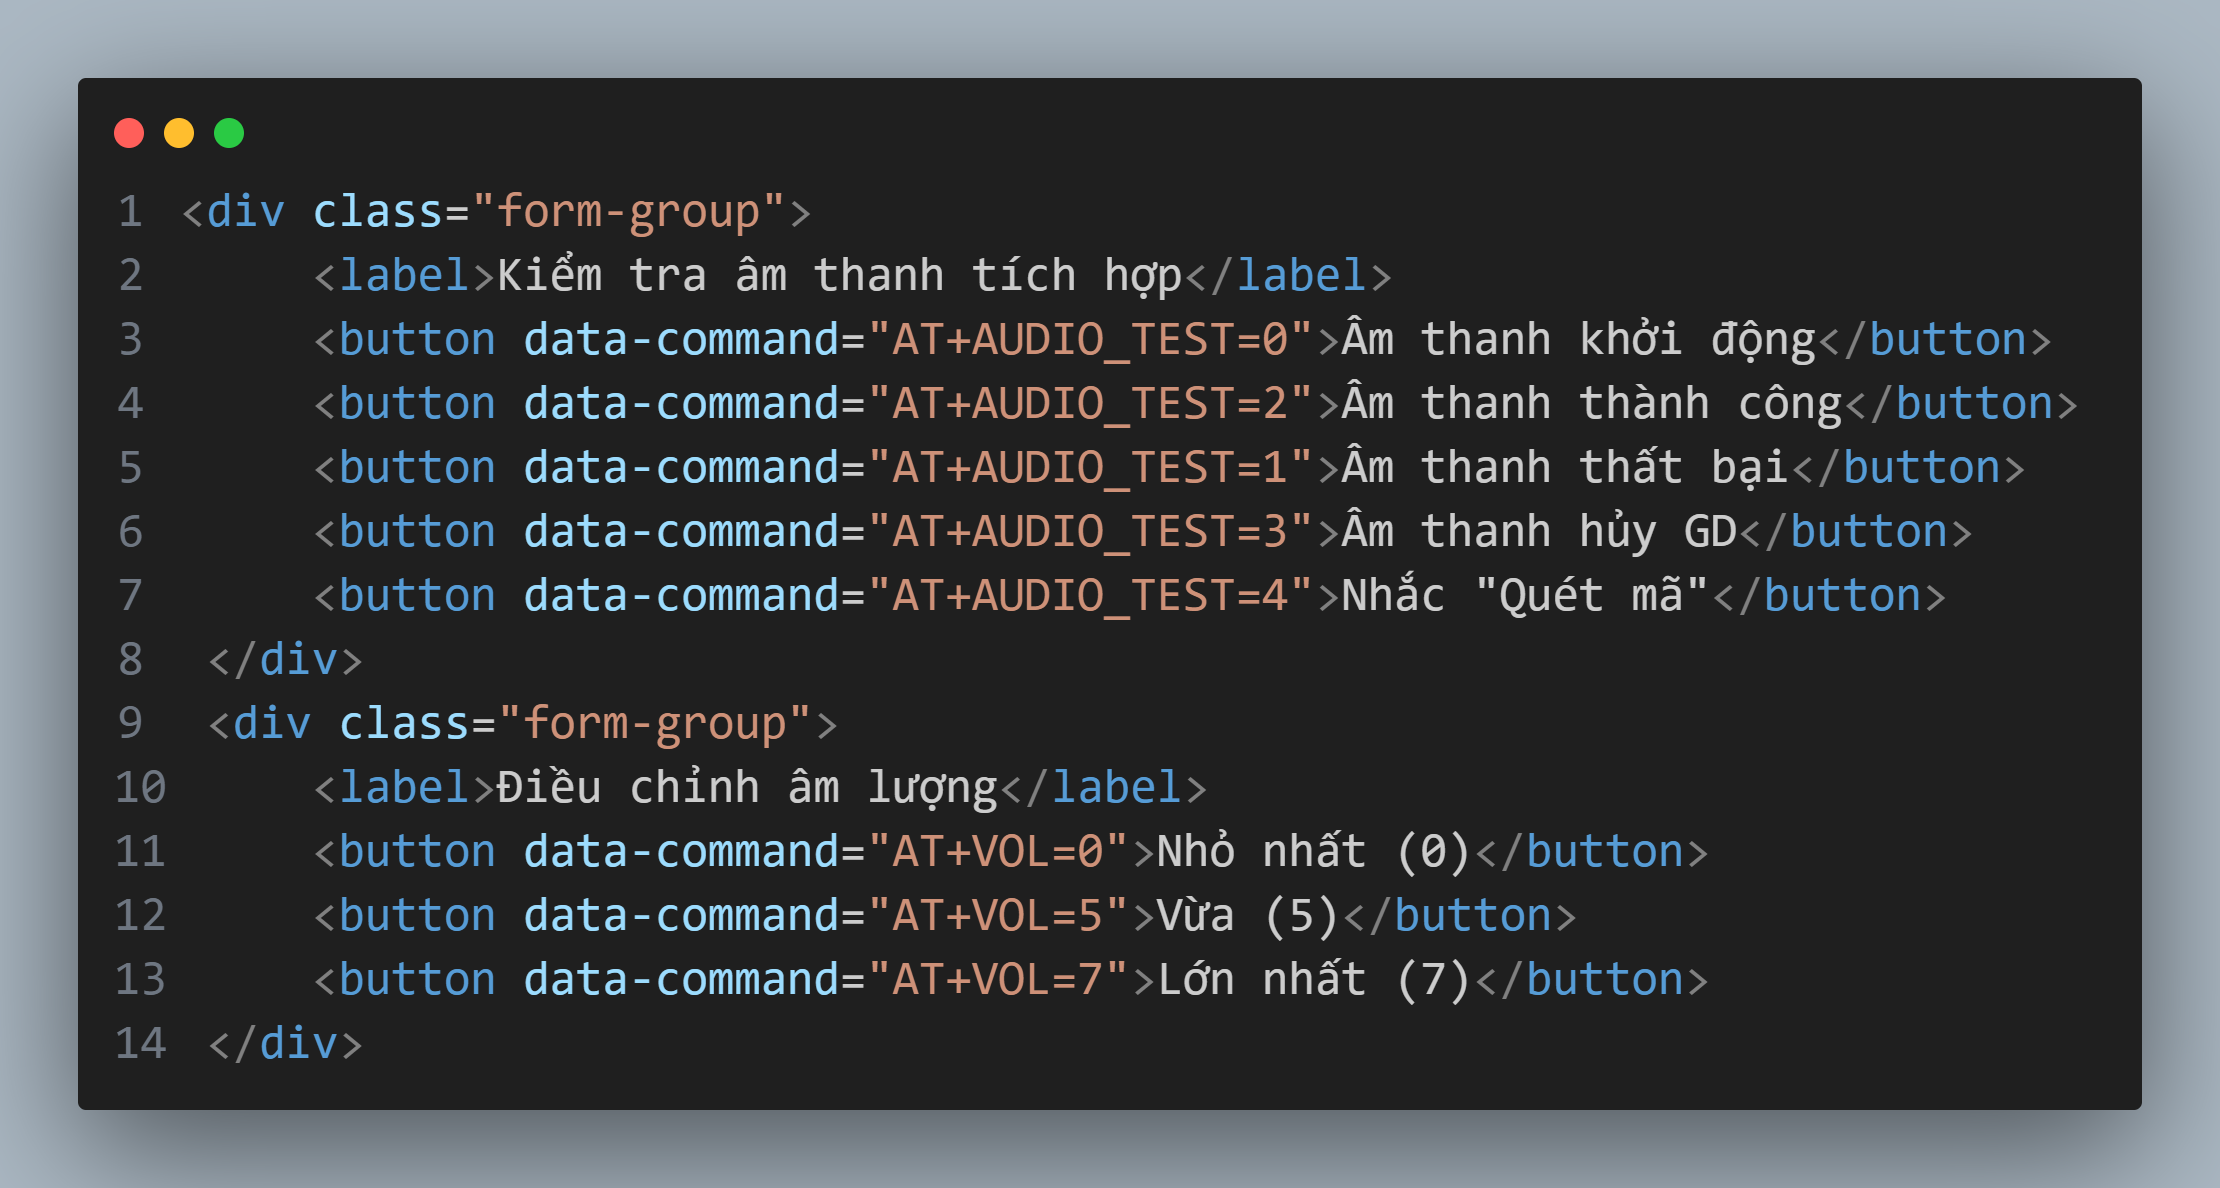 1 <div class="form-group">
2 <label>Kiểm tra âm thanh tích hợp</label>
3 <button data-command="AT+AUDIO_TEST=0">Âm thanh khởi động</button>
4 <button data-command="AT+AUDIO_TEST=2">Âm thanh thành công</button>
5 <button data-command="AT+AUDIO_TEST=1">Âm thanh thất bại</button>
6 <button data-command="AT+AUDIO_TEST=3">Âm thanh hủy GD</button>
7 <button data-command="AT+AUDIO_TEST=4">Nhắc "Quét mã"</button>
8 </div>
9 <div class="form-group">
10 <label>Điều chỉnh âm lượng</label>
11 <button data-command="AT+VOL=0">Nhỏ nhất (0)</button>
12 <button data-command="AT+VOL=5">Vừa (5)</button>
13 <button data-command="AT+VOL=7">Lớn nhất (7)</button>
14 </div>